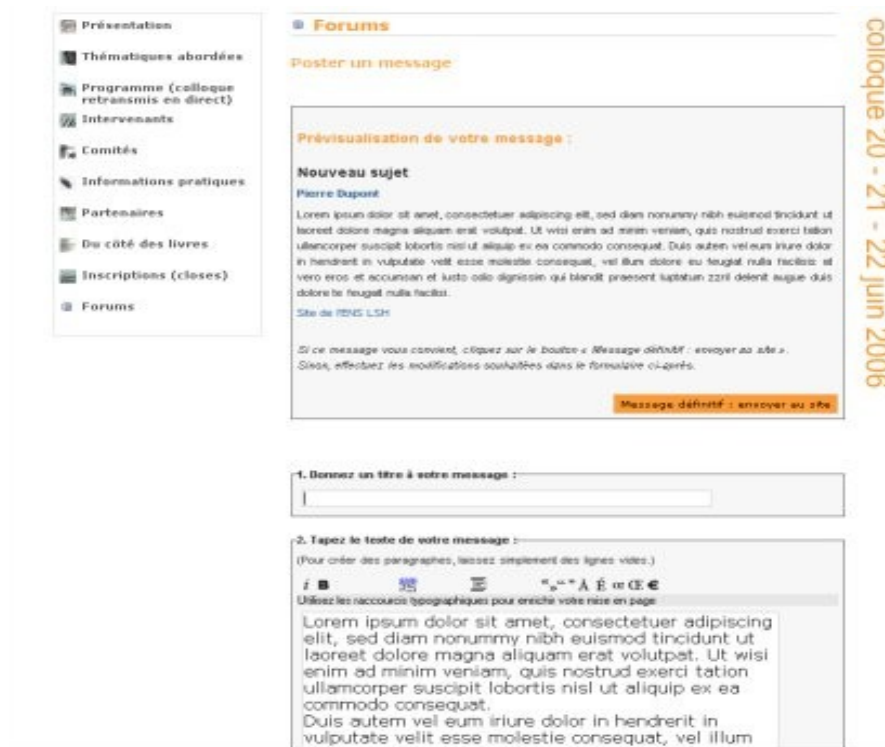 Présentation
Thématiques abordées
Programme (colloque
retransmis en direct)
Intervenants
Comités
Informations pratiques
Partenaires
Du côté des livres
Inscriptions (closes)
Forums
Forums
Poster un message
Prévisualisation de votre message :
Nouveau sujet
Pierre Dupont
Lorem ipsum dolor sit amet, consectetuer adipiscing elit, sed diam nonummy nibh euismod tincidunt ut
laoreet dolore magna aliquam erat volutpat. Ut wisi enim ad minim veniam, quis nostrud exerci tation
ullamcorper suscipit lobortis nisl ut aliquip ex ea commodo consequat. Duis autem vel eum iriure dolor
in hendrerit in vulputate velit esse molestie consequat, vel illum dolore eu feugiat nulla facilisis at
vero eros et accumsan et iusto odio dignissim qui blandit praesent luptatum zzril delenit augue duis
dolore te feugait nulla facilisi.
Site de l'ENS LSH
Si ce message vous convient, cliquez sur le bouton « Message définitif : envoyer au site ».
Sinon, effectuez les modifications souhaitées dans le formulaire ci-après.
Message définitif : envoyer au site
1. Donnez un titre à votre message :
2. Tapez le texte de votre message :
(Pour créer des paragraphes, laissez simplement des lignes vides.)
i B À É œ Œ €
Utilisez les raccourcis typographiques pour enrichir votre mise en page
Lorem ipsum dolor sit amet, consectetuer adipiscing
elit, sed diam nonummy nibh euismod tincidunt ut
laoreet dolore magna aliquam erat volutpat. Ut wisi
enim ad minim veniam, quis nostrud exerci tation
ullamcorper suscipit lobortis nisl ut aliquip ex ea
commodo consequat.
Duis autem vel eum iriure dolor in hendrerit in
vulputate velit esse molestie consequat, vel illum
colloque 20 - 21 - 22 juin 2006